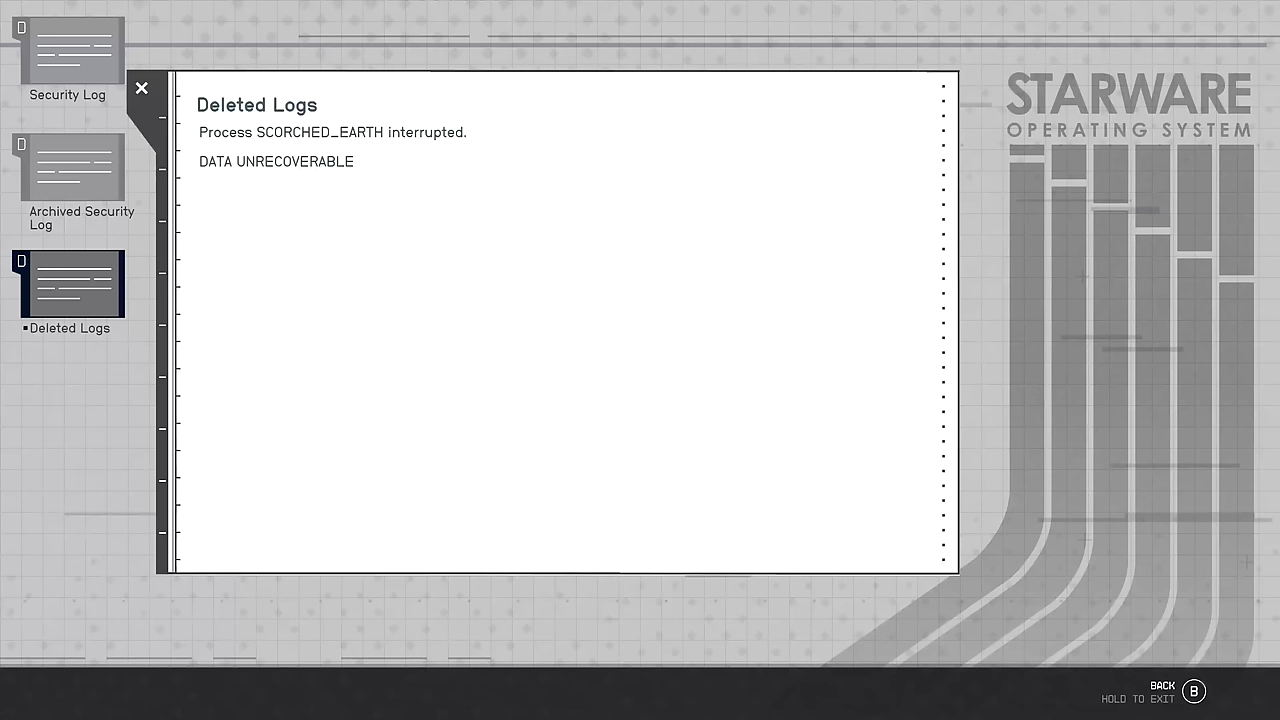 D
Security Log
D
Archived Security
Log
D
Deleted Logs
Deleted Logs
Process SCORCHED_EARTH interrupted.
DATA UNRECOVERABLE
STARWARE
OPERATING SYSTEM
BACK
HOLD TO EXIT
B